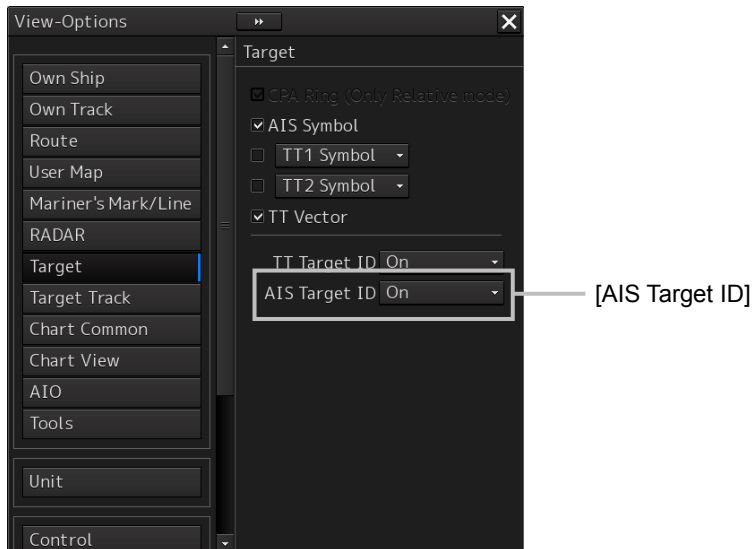 View-Options
Target
Own Ship
Own Track
Route
User Map
Mariner's Mark/Line
RADAR
Target
Target Track
Chart Common
Chart View
AIO
Tools
Unit
Control
CPA Ring (Only Relative mode)
AIS Symbol
TT1 Symbol
TT2 Symbol
TT Vector
TT Target ID On
AIS Target ID On
[AIS Target ID]